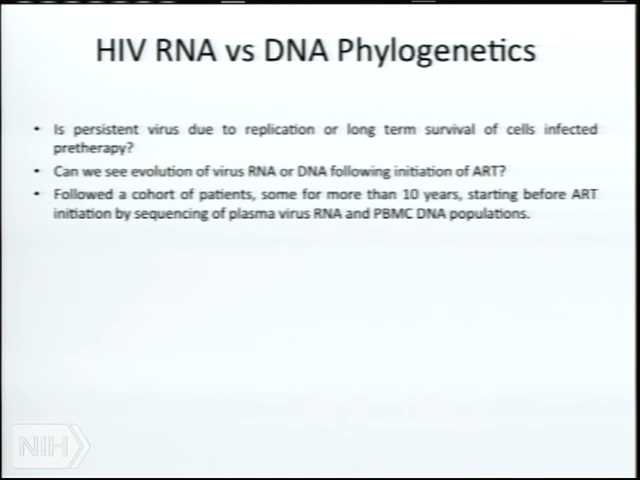 HIV RNA vs DNA Phylogenetics
• Is persistent virus due to replication or long term survival of cells infected
pretherapy?
• Can we see evolution of virus RNA or DNA following initiation of ART?
• Followed a cohort of patients, some for more than 10 years, starting before ART
initiation by sequencing of plasma virus RNA and PBMC DNA populations.
NIH